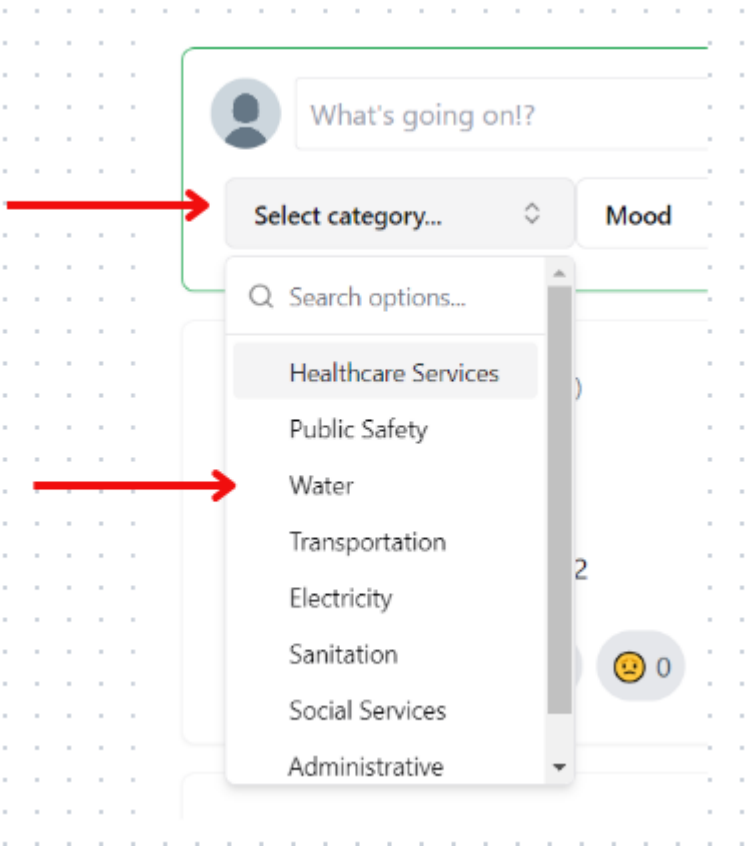 What's going on!?
Select category...
Mood
Search options...
Healthcare Services
)
Public Safety
Water
Transportation
2
Electricity
Sanitation
0
Social Services
Administrative